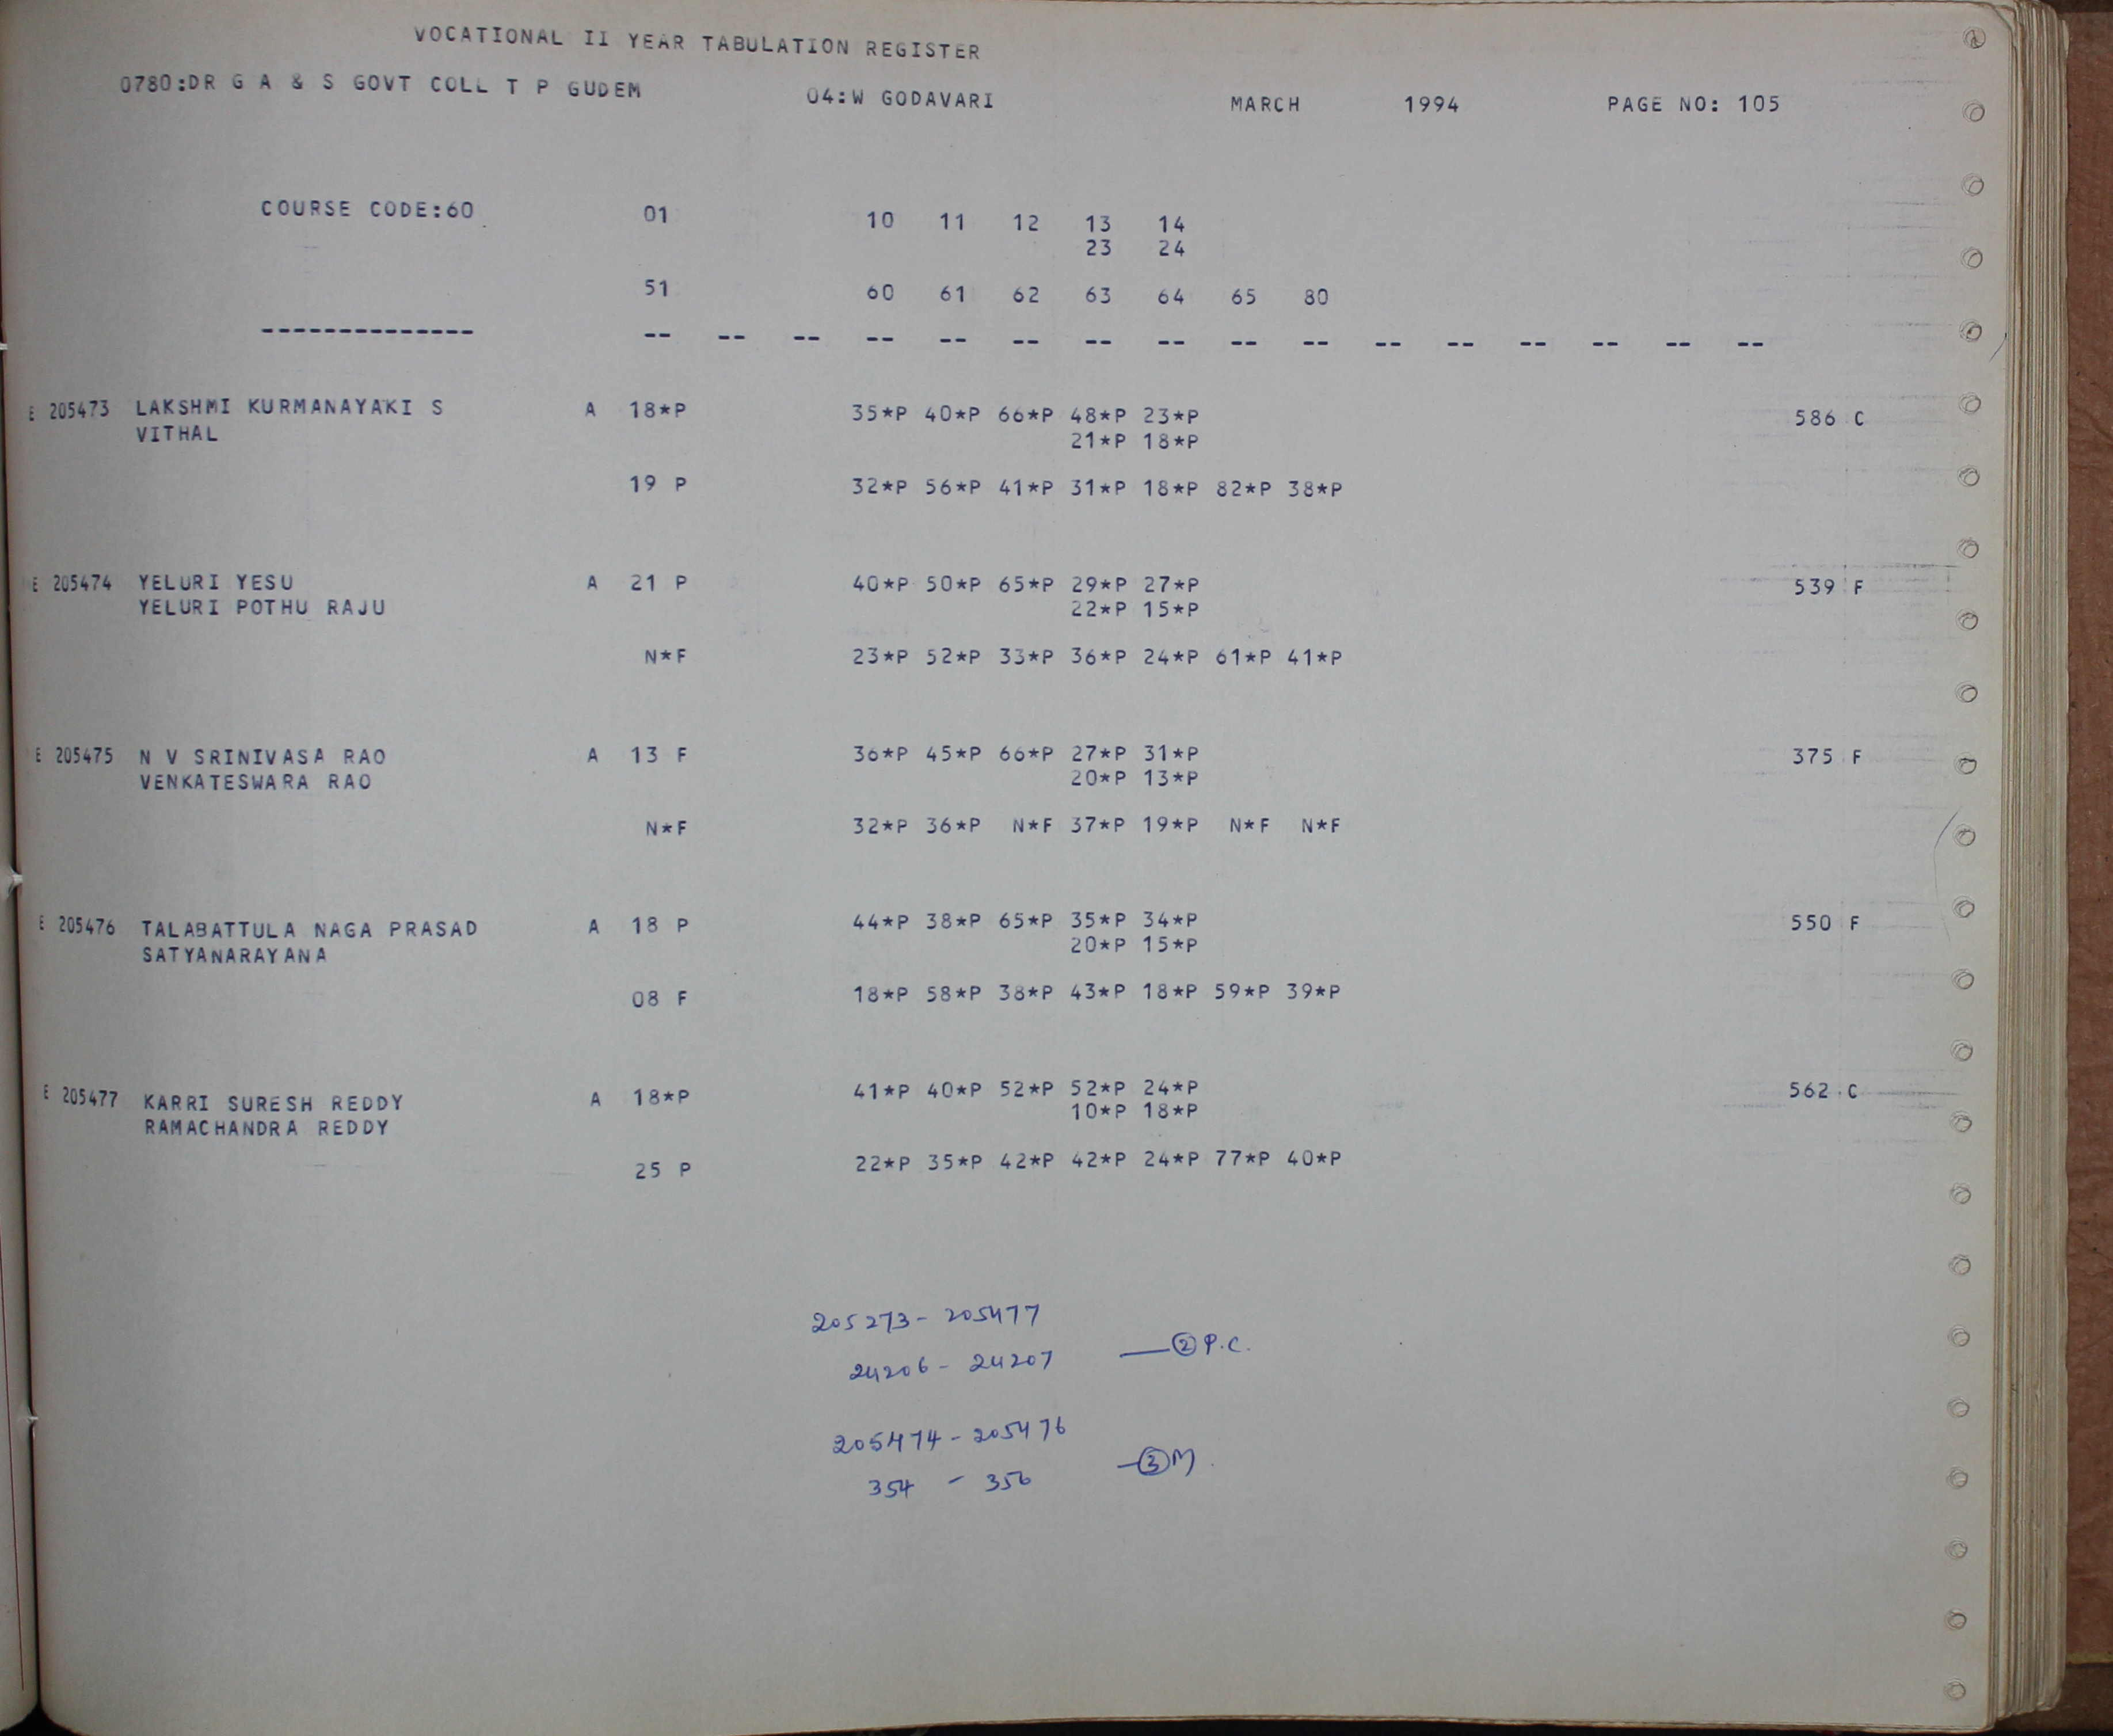 VOCATIONAL II YEAR TABULATION REGISTER
0780:DR G A & S GOVT COLL T P GUDEM 04:W GODAVARI MARCH 1994 PAGE NO: 105
COURSE CODE:60 01 10 11 12 13 14
23 24
51 60 61 62 63 64 65 80
-------------- -- -- -- -- -- -- -- -- -- -- -- -- -- -- -- --
E 205473 LAKSHMI KURMANAYAKI S A 18*P 35*P 40*P 66*P 48*P 23*P 586 C
VITHAL 21*P 18*P
19 P 32*P 56*P 41*P 31*P 18*P 82*P 38*P
E 205474 YELURI YESU A 21 P 40*P 50*P 65*P 29*P 27*P 539 F
YELURI POTHU RAJU 22*P 15*P
N*F 23*P 52*P 33*P 36*P 24*P 61*P 41*P
E 205475 N V SRINIVASA RAO A 13 F 36*P 45*P 66*P 27*P 31*P 375 F
VENKATESWARA RAO 20*P 13*P
N*F 32*P 36*P N*F 37*P 19*P N*F N*F
E 205476 TALABATTULA NAGA PRASAD A 18 P 44*P 38*P 65*P 35*P 34*P 550 F
SATYANARAYANA 20*P 15*P
08 F 18*P 58*P 38*P 43*P 18*P 59*P 39*P
E 205477 KARRI SURESH REDDY A 18*P 41*P 40*P 52*P 52*P 24*P 562 C
RAMACHANDRA REDDY 10*P 18*P
25 P 22*P 35*P 42*P 42*P 24*P 77*P 40*P
205273 - 205477
24206 - 24207 — 2 P.C.
205474 - 205476
354 - 356 — 3 M